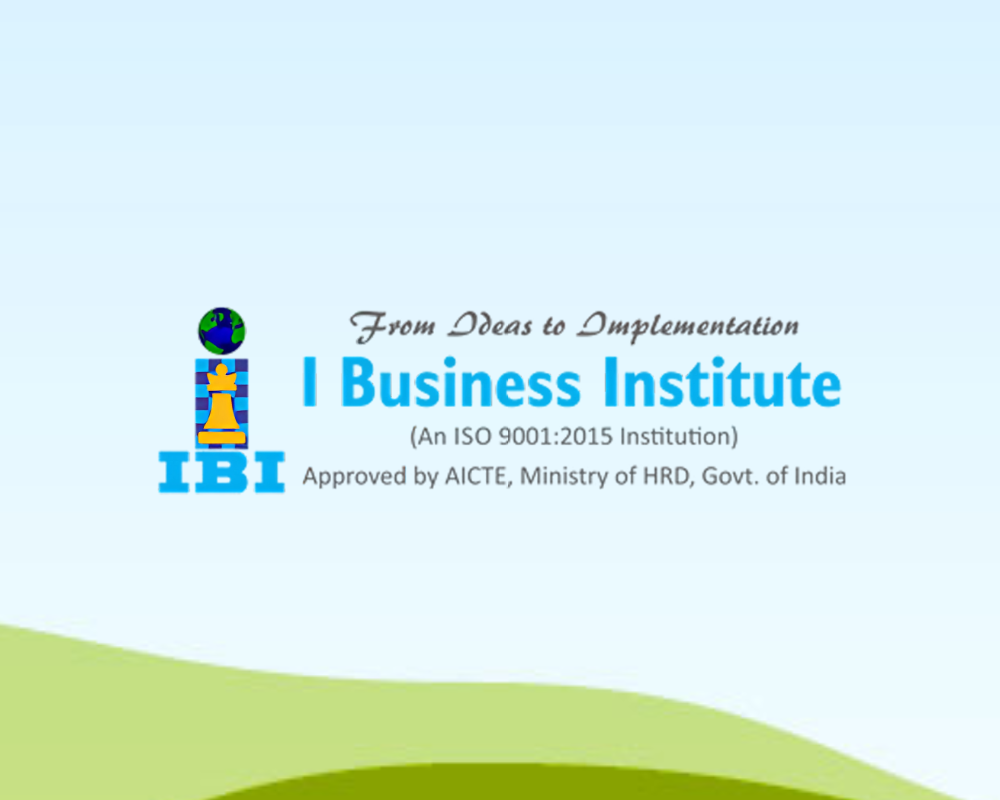 From Ideas to Implementation
I Business Institute
(An ISO 9001:2015 Institution)
IBI
Approved by AICTE, Ministry of HRD, Govt. of India